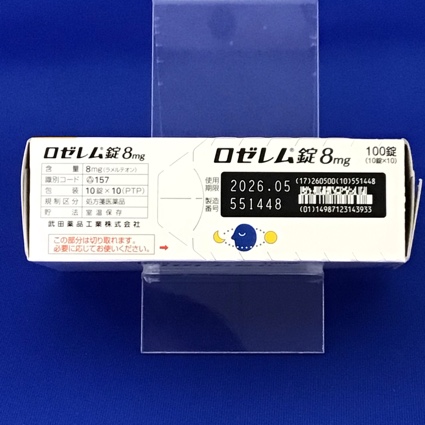 ロゼレム錠8mg
含 量 8mg(ラメルテオン)
識別コード 157
包 装 10錠×10(PTP)
規制区分 処方箋医薬品
貯 法 室温保存
武田薬品工業株式会社
この部分は切り取れます。
必要に応じてお使いください。→
ロゼレム錠8mg
100錠
(10錠×10)
使用
期限 2026.05
製造
番号 551448
(17)260500(10)551448
(01)14987123143933